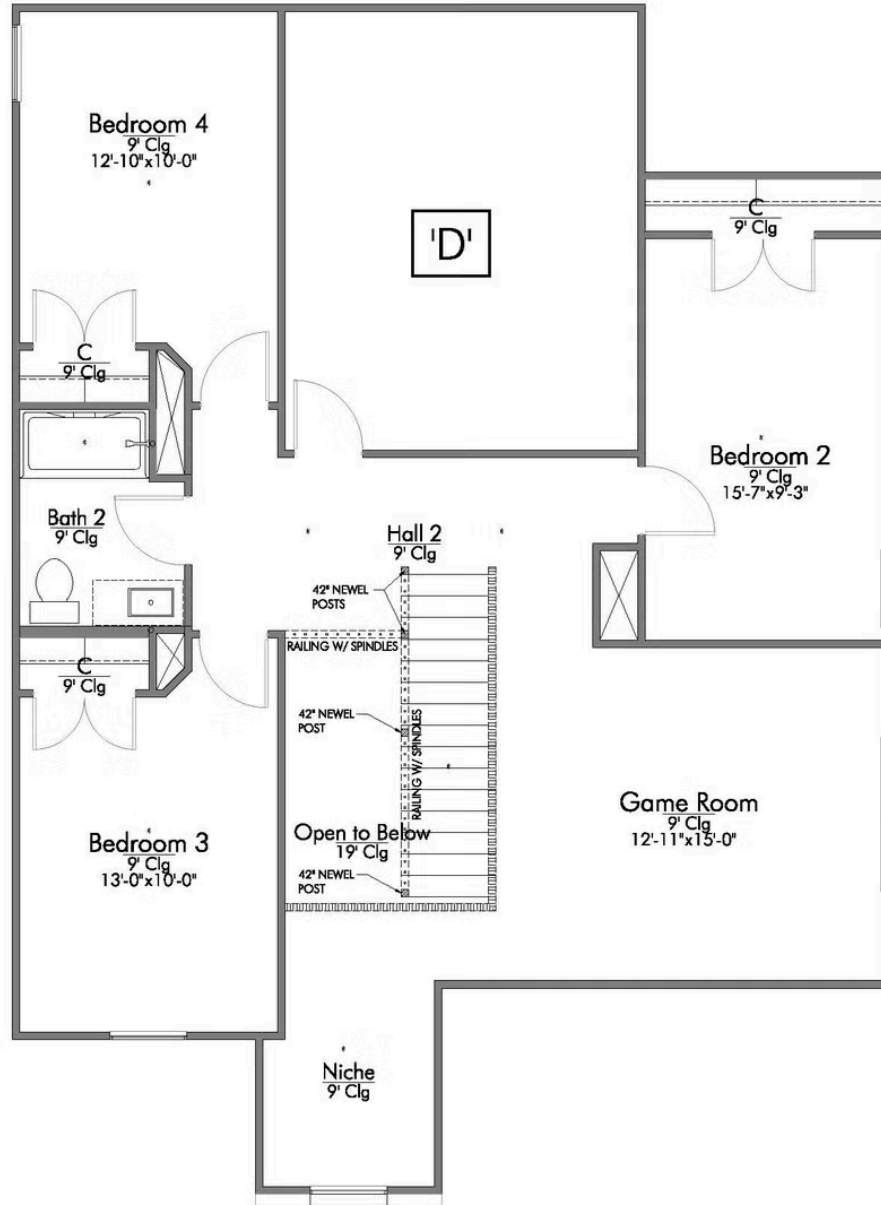 Bedroom 4
9' Clg
12'-10"x10'-0"
'D'
C
9' Clg
C
9' Clg
Bedroom 2
9' Clg
15'-7"x9'-3"
Bath 2
9' Clg
Hall 2
9' Clg
42" NEWEL
POSTS
RAILING W/ SPINDLES
C
9' Clg
42" NEWEL
POST
RAILING W/ SPINDLES
Game Room
9' Clg
12'-11"x15'-0"
Open to Below
19' Clg
Bedroom 3
9' Clg
13'-0"x10'-0"
42" NEWEL
POST
Niche
9' Clg